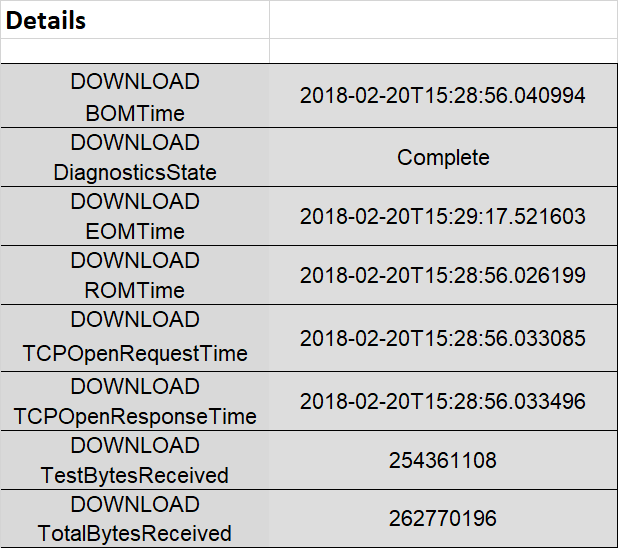 Details
DOWNLOAD
BOMTime
2018-02-20T15:28:56.040994
DOWNLOAD
DiagnosticsState
Complete
DOWNLOAD
EOMTime
2018-02-20T15:29:17.521603
DOWNLOAD
ROMTime
2018-02-20T15:28:56.026199
DOWNLOAD
TCPOpenRequestTime
2018-02-20T15:28:56.033085
DOWNLOAD
TCPOpenResponseTime
2018-02-20T15:28:56.033496
DOWNLOAD
TestBytesReceived
254361108
DOWNLOAD
TotalBytesReceived
262770196